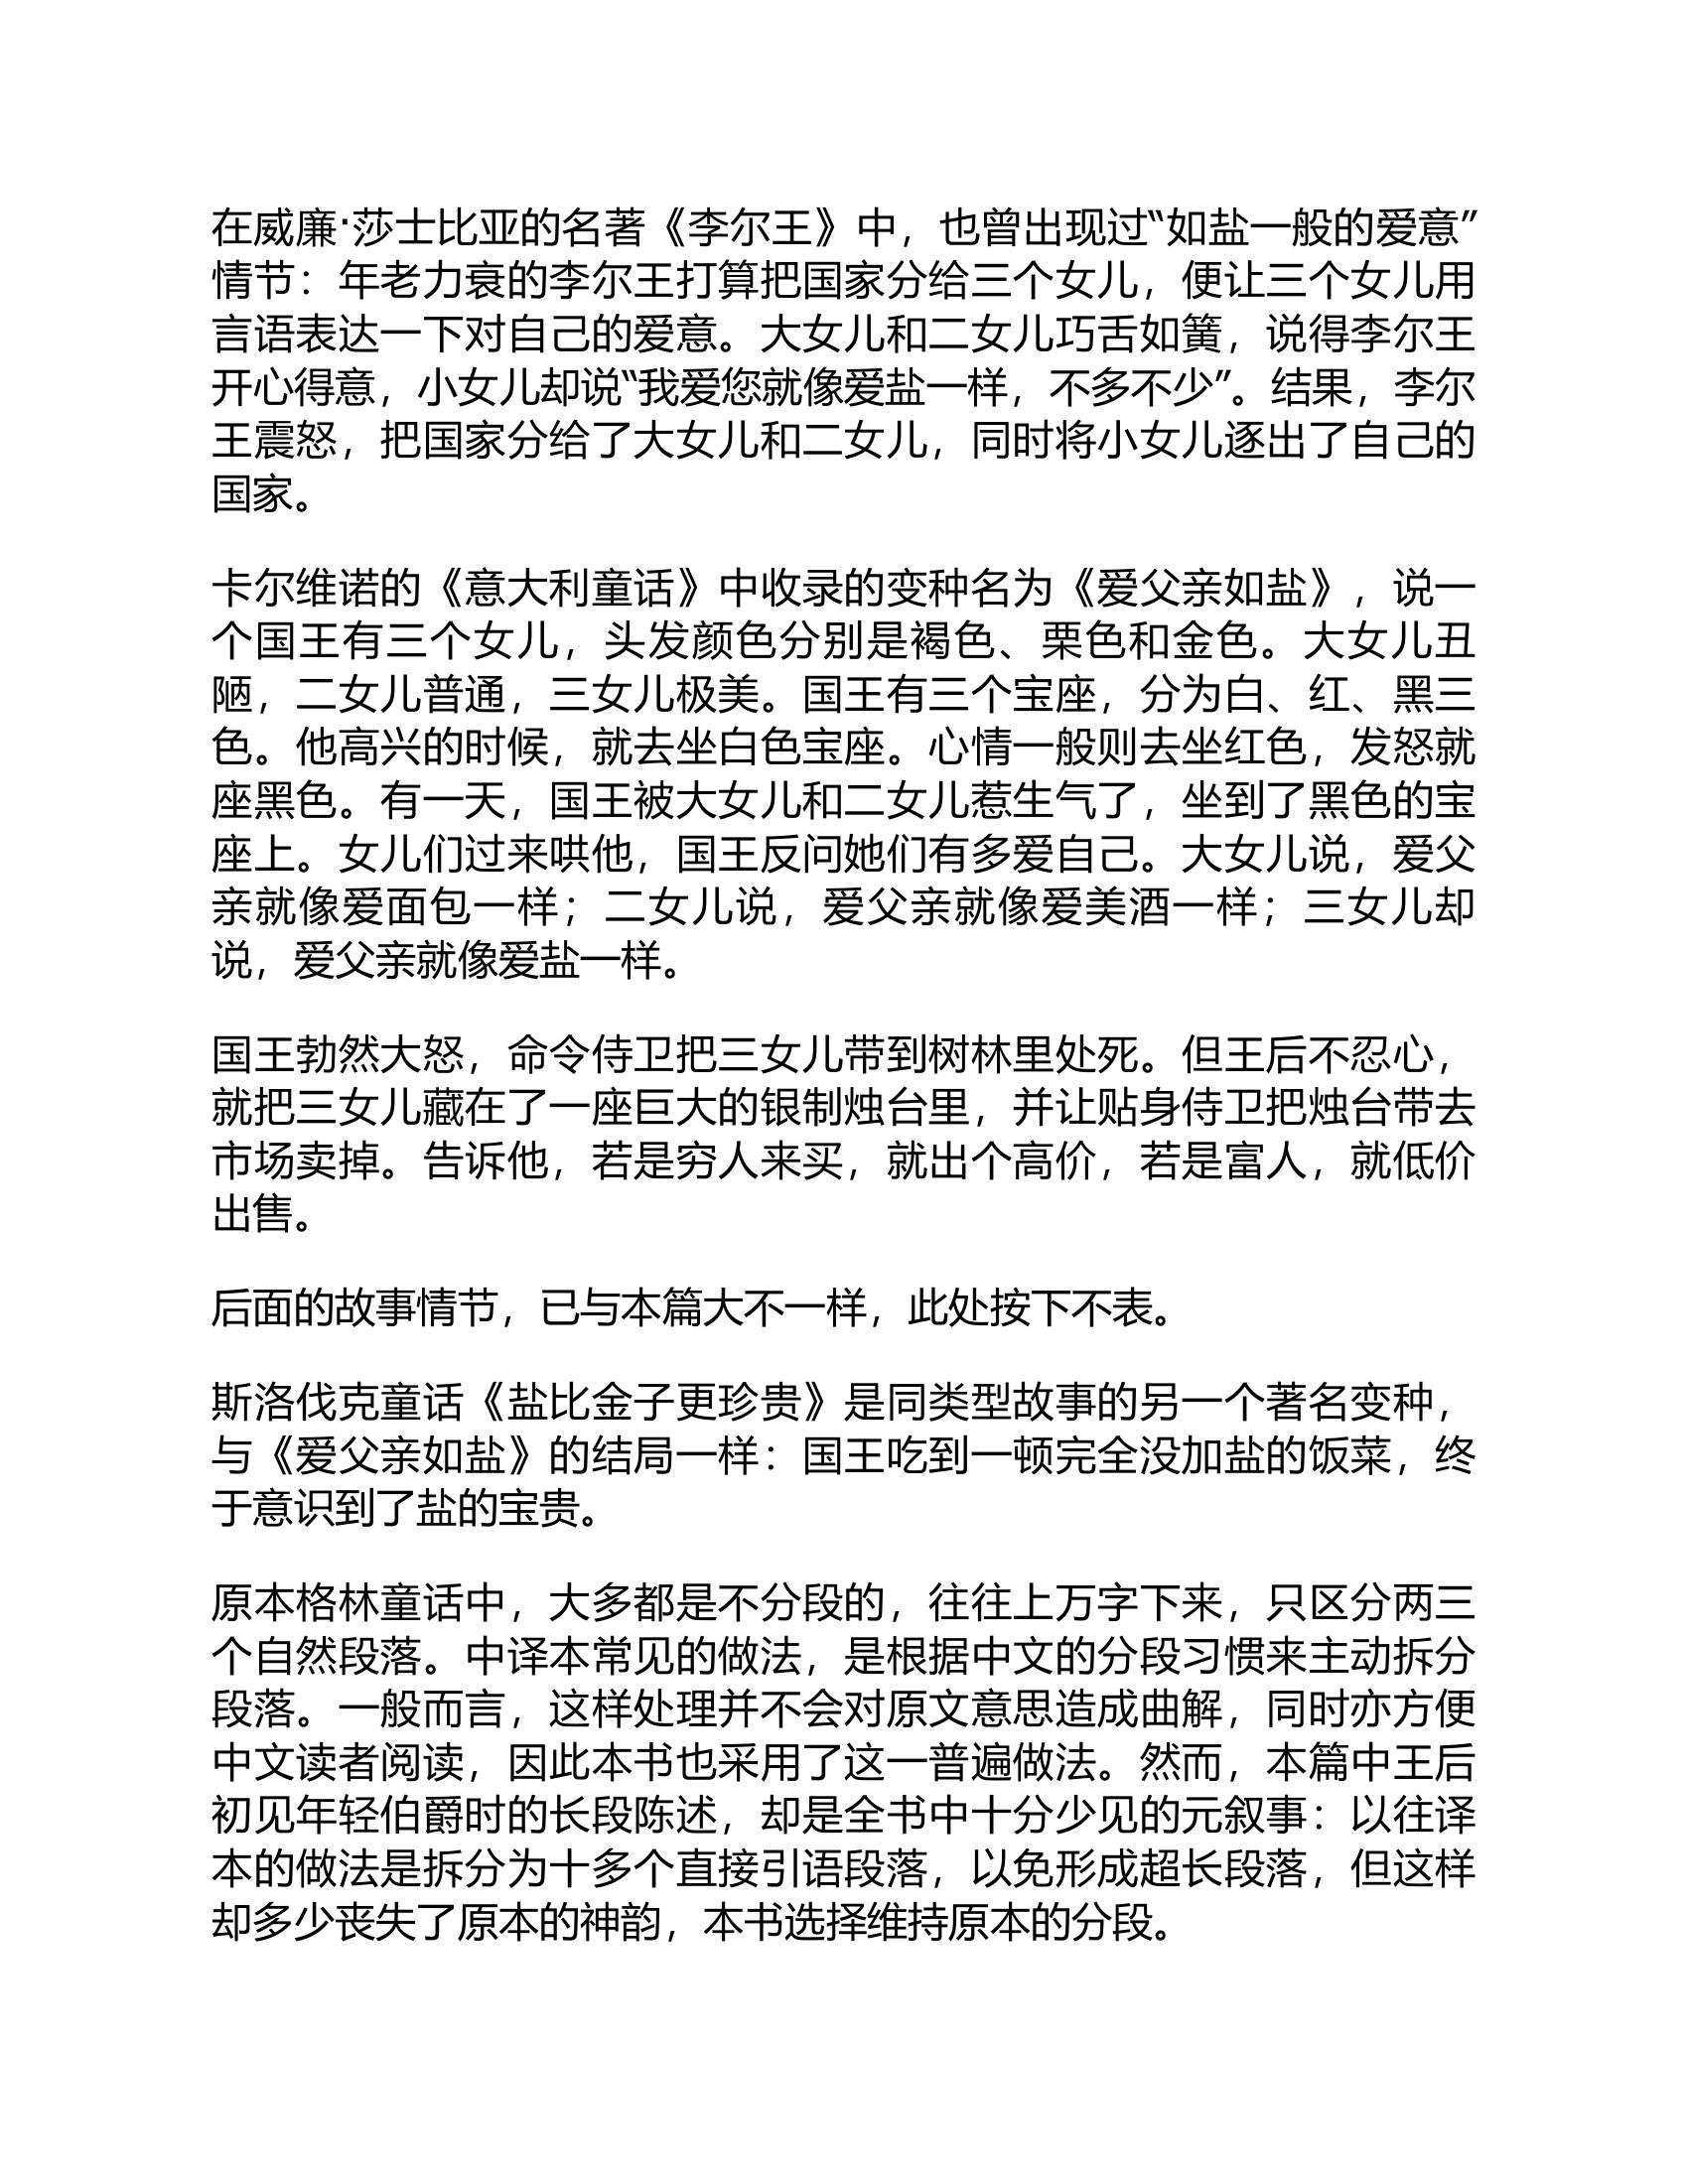 在威廉·莎士比亚的名著《李尔王》中，也曾出现过“如盐一般的爱意”
情节：年老力衰的李尔王打算把国家分给三个女儿，便让三个女儿用
言语表达一下对自己的爱意。大女儿和二女儿巧舌如簧，说得李尔王
开心得意，小女儿却说“我爱您就像爱盐一样，不多不少”。结果，李尔
王震怒，把国家分给了大女儿和二女儿，同时将小女儿逐出了自己的
国家。
卡尔维诺的《意大利童话》中收录的变种名为《爱父亲如盐》，说一
个国王有三个女儿，头发颜色分别是褐色、栗色和金色。大女儿丑
陋，二女儿普通，三女儿极美。国王有三个宝座，分为白、红、黑三
色。他高兴的时候，就去坐白色宝座。心情一般则去坐红色，发怒就
座黑色。有一天，国王被大女儿和二女儿惹生气了，坐到了黑色的宝
座上。女儿们过来哄他，国王反问她们有多爱自己。大女儿说，爱父
亲就像爱面包一样；二女儿说，爱父亲就像爱美酒一样；三女儿却
说，爱父亲就像爱盐一样。
国王勃然大怒，命令侍卫把三女儿带到树林里处死。但王后不忍心，
就把三女儿藏在了一座巨大的银制烛台里，并让贴身侍卫把烛台带去
市场卖掉。告诉他，若是穷人来买，就出个高价，若是富人，就低价
出售。
后面的故事情节，已与本篇大不一样，此处按下不表。
斯洛伐克童话《盐比金子更珍贵》是同类型故事的另一个著名变种，
与《爱父亲如盐》的结局一样：国王吃到一顿完全没加盐的饭菜，终
于意识到了盐的宝贵。
原本格林童话中，大多都是不分段的，往往上万字下来，只区分两三
个自然段落。中译本常见的做法，是根据中文的分段习惯来主动拆分
段落。一般而言，这样处理并不会对原文意思造成曲解，同时亦方便
中文读者阅读，因此本书也采用了这一普遍做法。然而，本篇中王后
初见年轻伯爵时的长段陈述，却是全书中十分少见的元叙事：以往译
本的做法是拆分为十多个直接引语段落，以免形成超长段落，但这样
却多少丧失了原本的神韵，本书选择维持原本的分段。